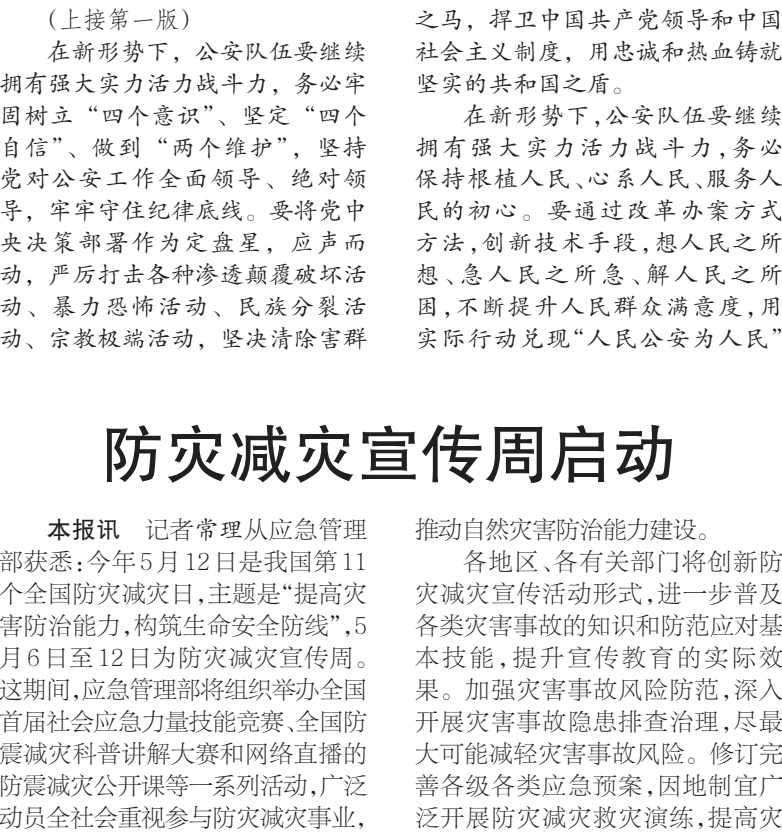 （上接第一版）
在新形势下，公安队伍要继续
拥有强大实力活力战斗力，务必牢
固树立“四个意识”、坚定“四个
自信”、做到“两个维护”，坚持
党对公安工作全面领导、绝对领
导，牢牢守住纪律底线。要将党中
央决策部署作为定盘星，应声而
动，严厉打击各种渗透颠覆破坏活
动、暴力恐怖活动、民族分裂活
动、宗教极端活动，坚决清除害群
之马，捍卫中国共产党领导和中国
社会主义制度，用忠诚和热血铸就
坚实的共和国之盾。
在新形势下，公安队伍要继续
拥有强大实力活力战斗力，务必
保持根植人民、心系人民、服务人
民的初心。要通过改革办案方式
方法，创新技术手段，想人民之所
想、急人民之所急、解人民之所
困，不断提升人民群众满意度，用
实际行动兑现“人民公安为人民”
防灾减灾宣传周启动
本报讯 记者常理从应急管理
部获悉：今年5月12日是我国第11
个全国防灾减灾日，主题是“提高灾
害防治能力，构筑生命安全防线”，5
月6日至12日为防灾减灾宣传周。
这期间，应急管理部将组织举办全国
首届社会应急力量技能竞赛、全国防
震减灾科普讲解大赛和网络直播的
防震减灾公开课等一系列活动，广泛
动员全社会重视参与防灾减灾事业，
推动自然灾害防治能力建设。
各地区、各有关部门将创新防
灾减灾宣传活动形式，进一步普及
各类灾害事故的知识和防范应对基
本技能，提升宣传教育的实际效
果。加强灾害事故风险防范，深入
开展灾害事故隐患排查治理，尽最
大可能减轻灾害事故风险。修订完
善各级各类应急预案，因地制宜广
泛开展防灾减灾救灾演练，提高灾